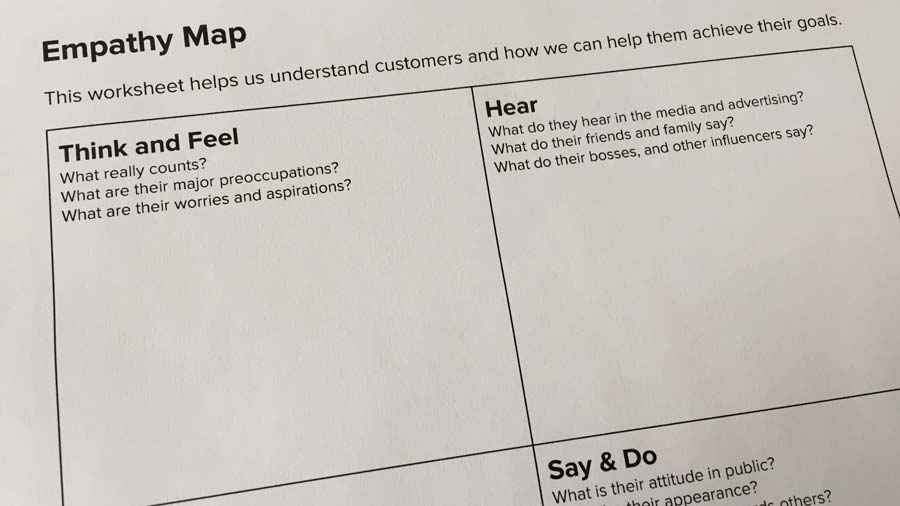 Empathy Map
This worksheet helps us understand customers and how we can help them achieve their goals.
Think and Feel
What really counts?
What are their major preoccupations?
What are their worries and aspirations?
Hear
What do they hear in the media and advertising?
What do their friends and family say?
What do their bosses, and other influencers say?
Say & Do
What is their attitude in public?
their appearance?
others?